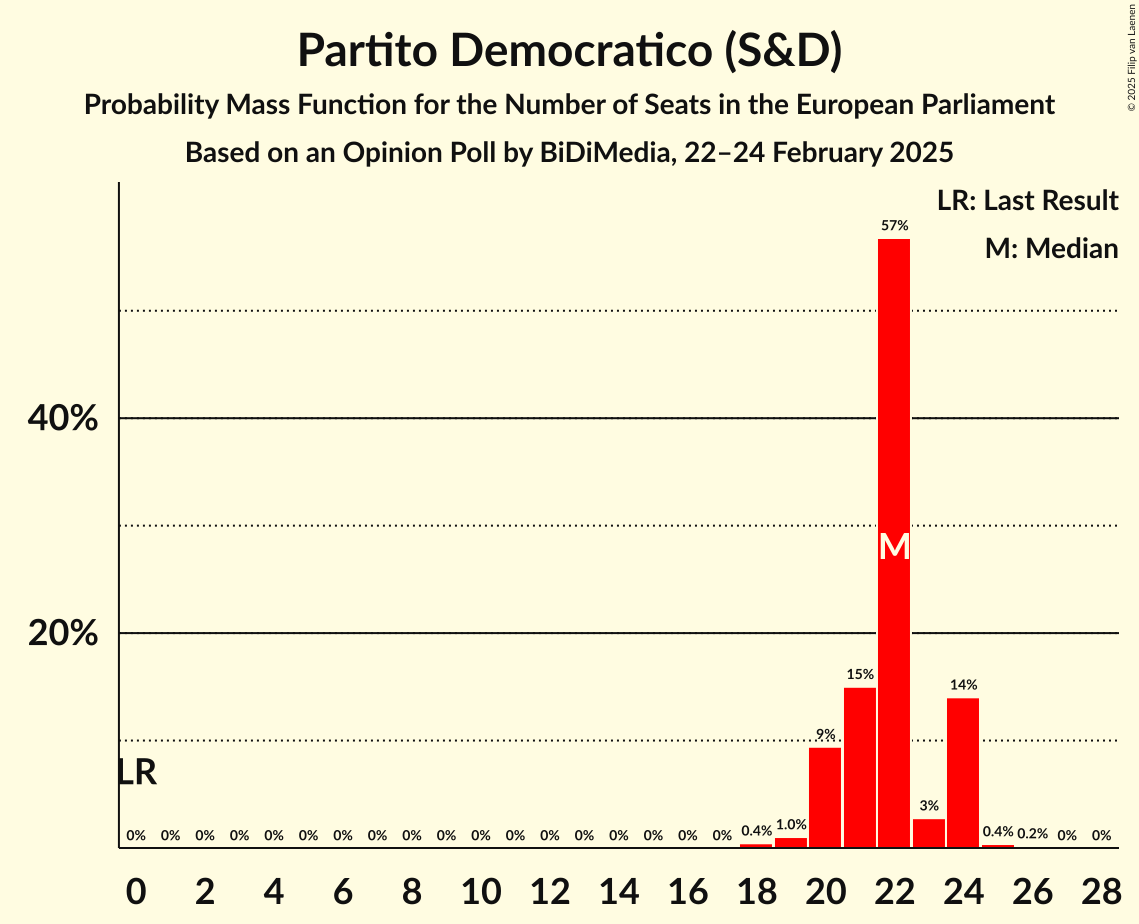 Partito Democratico (S&D)
Probability Mass Function for the Number of Seats in the European Parliament
Based on an Opinion Poll by BiDiMedia, 22–24 February 2025
© 2025 Filip van Laenen
LR: Last Result
M: Median
57%
40%
M
20%
15%
14%
9%
LR
3%
0% 0% 0% 0% 0% 0% 0% 0% 0% 0% 0% 0% 0% 0% 0% 0% 0% 0% 0.4% 1.0% 0.4% 0.2% 0% 0%
0 2 4 6 8 10 12 14 16 18 20 22 24 26 28